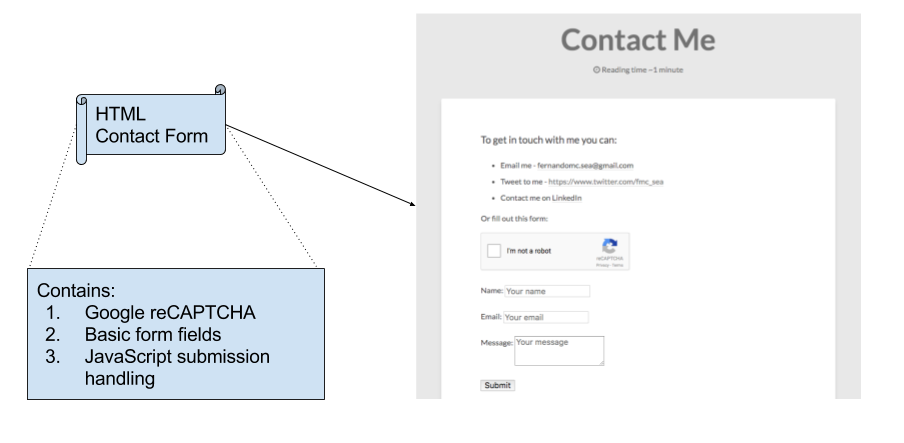 HTML
Contact Form
Contains:
1. Google reCAPTCHA
2. Basic form fields
3. JavaScript submission
handling
Contact Me
Reading time ~1 minute
To get in touch with me you can:
• Email me - fernandomc.sea@gmail.com
• Tweet to me - https://www.twitter.com/fmc_sea
• Contact me on LinkedIn
Or fill out this form:
I'm not a robot
reCAPTCHA
Privacy - Terms
Name: Your name
Email: Your email
Message: Your message
Submit